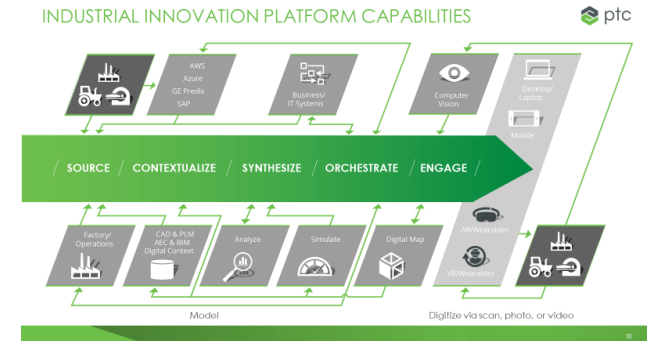 INDUSTRIAL INNOVATION PLATFORM CAPABILITIES
ptc
AWS
Azure
GE Predix
SAP
Business/
IT Systems
Computer
Vision
Desktop/
Laptop
Mobile
/ SOURCE / CONTEXTUALIZE / SYNTHESIZE / ORCHESTRATE / ENGAGE /
Factory/
Operations
CAD & PLM
AEC & BIM
Digital Context
Analyze
Simulate
Digital Map
AR/Wearables
VR/Wearables
Model
Digitize via scan, photo, or video
30